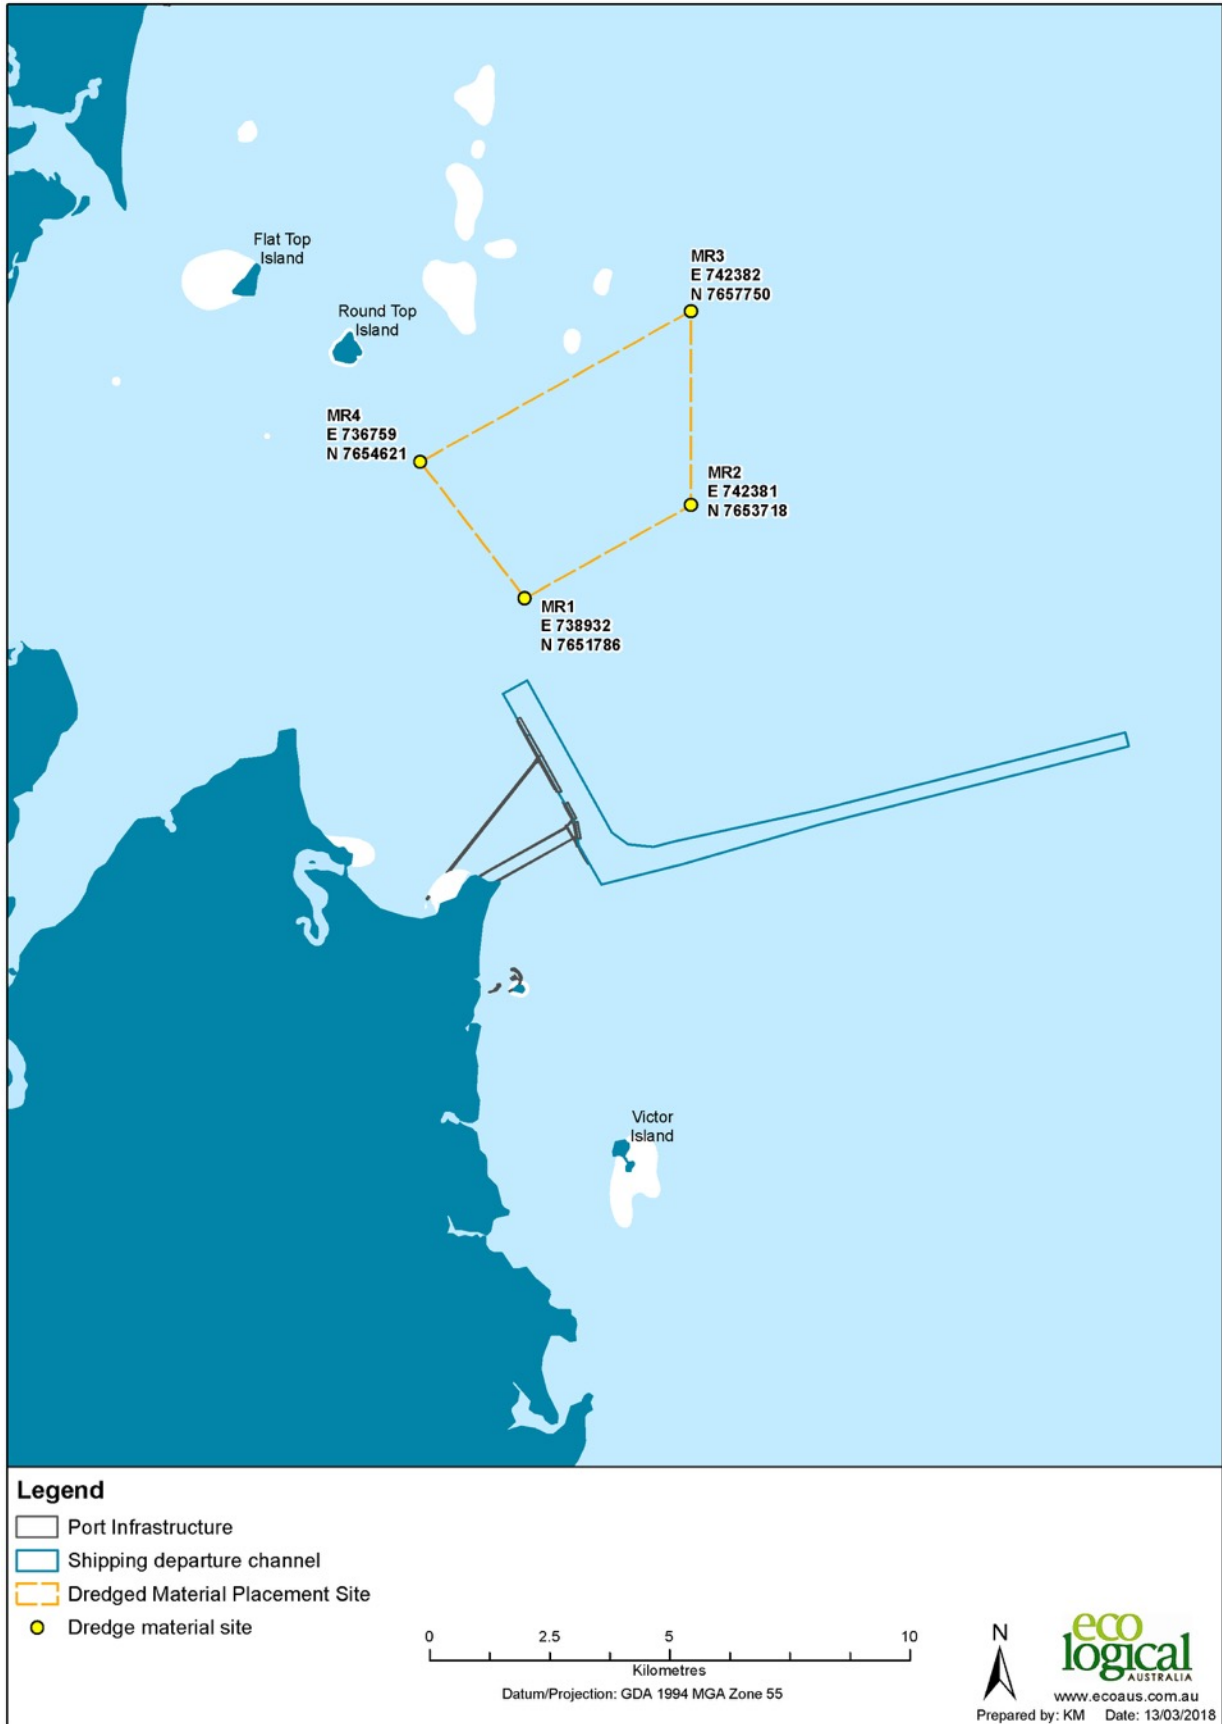 Flat Top
Island
Round Top
Island
MR3
E 742382
N 7657750
MR4
E 736759
N 7654621
MR2
E 742381
N 7653718
MR1
E 738932
N 7651786
Victor
Island
Legend
Port Infrastructure
Shipping departure channel
Dredged Material Placement Site
Dredge material site
0 2.5 5 10
Kilometres
Datum/Projection: GDA 1994 MGA Zone 55
N
eco
logical
AUSTRALIA
www.ecoaus.com.au
Prepared by: KM Date: 13/03/2018